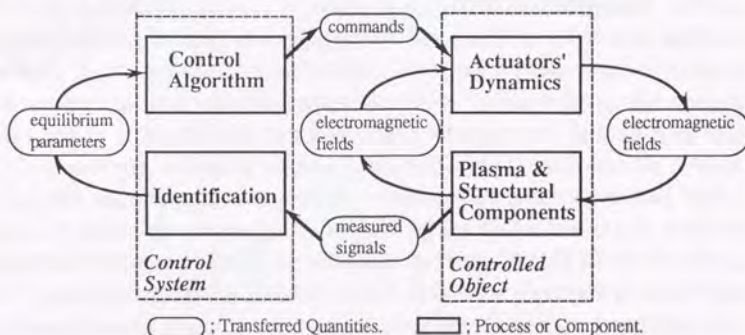 commands
Control
Algorithm
Actuators'
Dynamics
equilibrium
parameters
electromagnetic
fields
electromagnetic
fields
Identification
Plasma &
Structural
Components
measured
signals
Control
System
Controlled
Object
; Transferred Quantities.
; Process or Component.